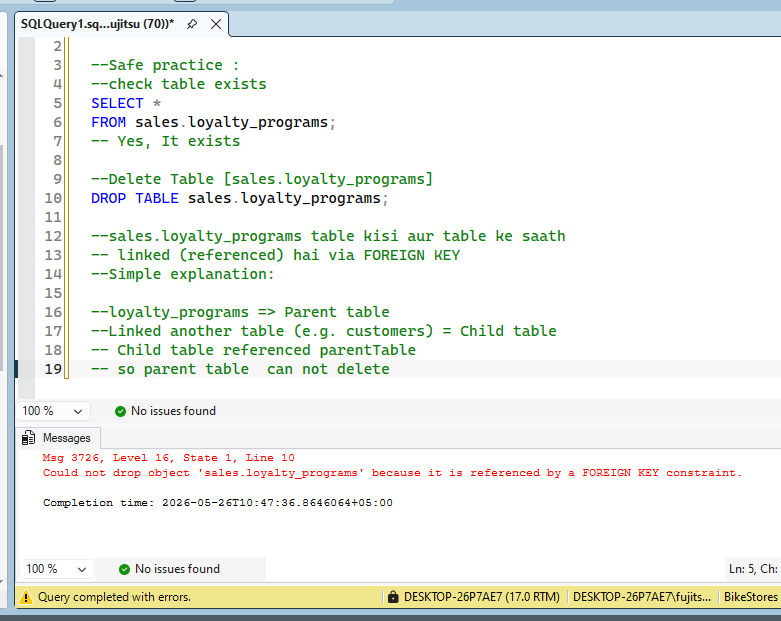 SQLQuery1.sq...ujitsu (70))*
2
3 --Safe practice :
4 --check table exists
5 SELECT *
6 FROM sales.loyalty_programs;
7 -- Yes, It exists
8
9 --Delete Table [sales.loyalty_programs]
10 DROP TABLE sales.loyalty_programs;
11
12 --sales.loyalty_programs table kisi aur table ke saath
13 -- linked (referenced) hai via FOREIGN KEY
14 --Simple explanation:
15
16 --loyalty_programs => Parent table
17 --Linked another table (e.g. customers) = Child table
18 -- Child table referenced parentTable
19 -- so parent table  can not delete
100 % No issues found
Messages
Msg 3726, Level 16, State 1, Line 10
Could not drop object 'sales.loyalty_programs' because it is referenced by a FOREIGN KEY constraint.
Completion time: 2026-05-26T10:47:36.8646064+05:00
100 % No issues found Ln: 5, Ch:
Query completed with errors. DESKTOP-26P7AE7 (17.0 RTM) DESKTOP-26P7AE7\fujits... BikeStores